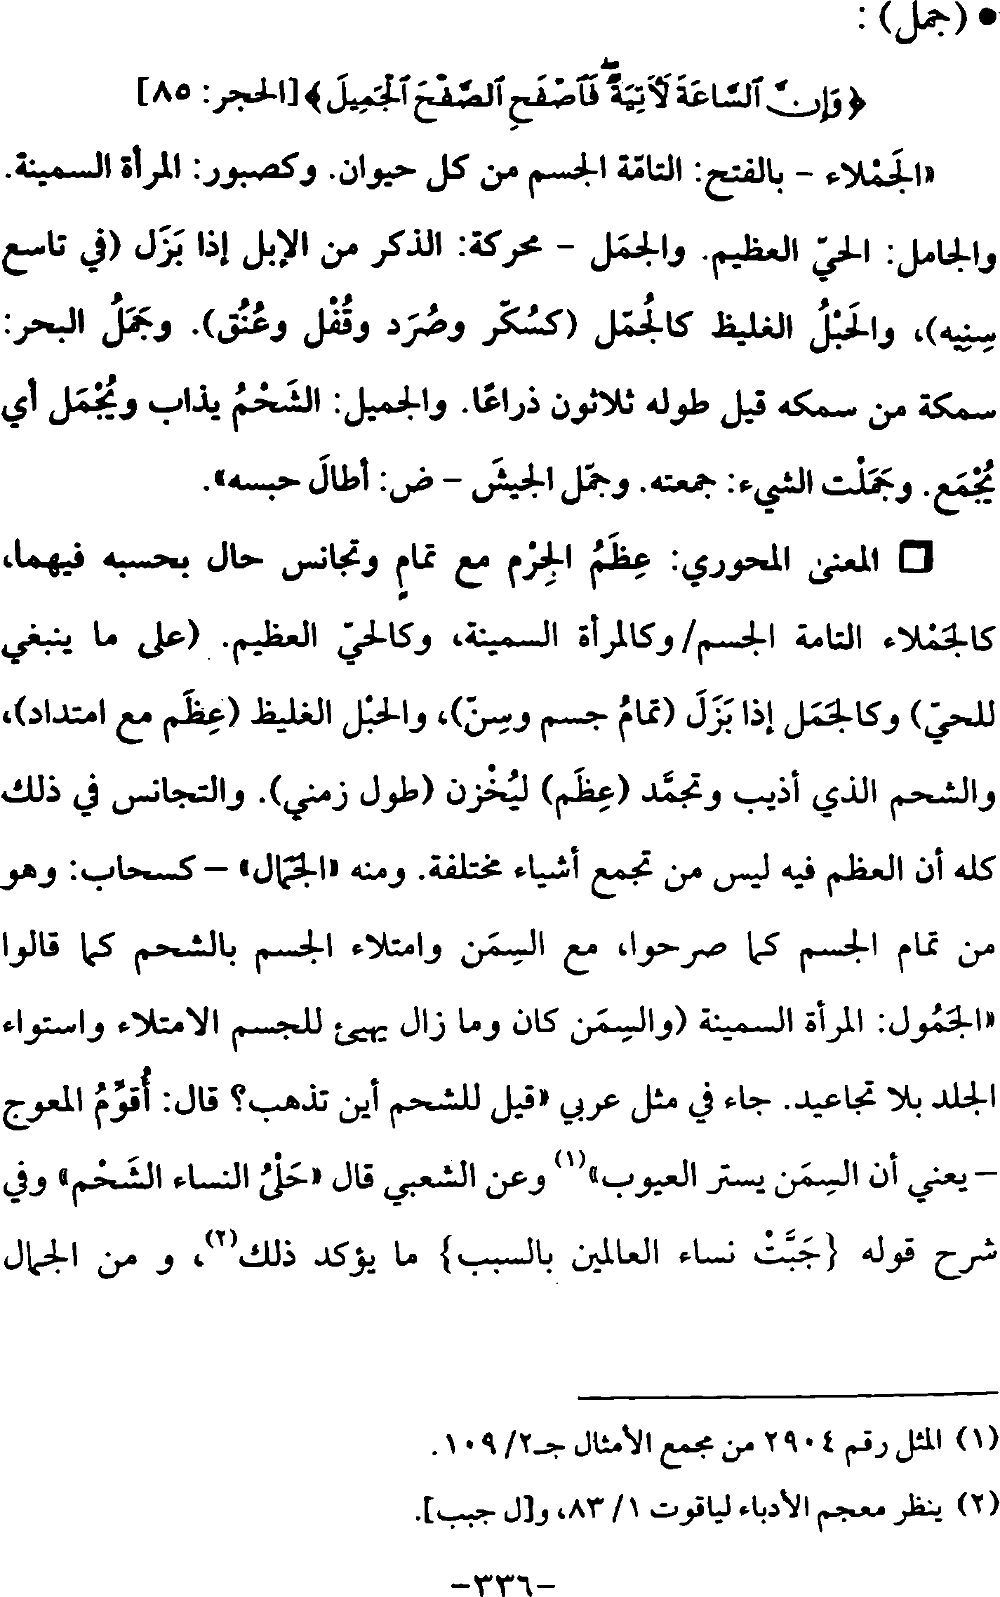 • (جمل) :
﴿وَإِنَّ ٱلسَّاعَةَ لَآتِيَةٌۖ فَٱصْفَحِ ٱلصَّفْحَ ٱلْجَمِيلَ﴾ [الحجر: ٨٥]
«الجَمْلاء – بالفتح: التامّة الجسم من كل حيوان. وكصبور: المرأة السمينة.
والجامل: الحيّ العظيم. والجمَل – محركة: الذكر من الإبل إذا بَزَل (في تاسع
سِنِيه)، والحَبْلُ الغليظ كالجُمّل (كسُكّر وصُرَد وقُفْل وعُنُق). وجَمَلُ البحر:
سمكة من سمكه قيل طوله ثلاثون ذراعًا. والجميل: الشَحْمُ يذاب ويُجْمَل أي
يُجْمَع. وجَمَلْت الشيء: جمعته. وجمّل الجيشَ – ض: أطالَ حبسه».
□ المعنى المحوري: عِظَمُ الجِرْم مع تمامٍ وتجانس حال بحسبه فيهما،
كالجَمْلاء التامة الجسم/ وكالمرأة السمينة، وكالحيّ العظيم. (على ما ينبغي
للحيّ) وكالجَمَل إذا بَزَلَ (تمامُ جسم وسِنّ)، والحبْل الغليظ (عِظَم مع امتداد)،
والشحم الذي أذيب وتجمَّد (عِظَم) ليُخْزن (طول زمني). والتجانس في ذلك
كله أن العظم فيه ليس من تجمع أشياء مختلفة. ومنه «الجَمَال» – كسحاب: وهو
من تمام الجسم كما صرحوا، مع السِمَن وامتلاء الجسم بالشحم كما قالوا
«الجَمُول: المرأة السمينة (والسِمَن كان وما زال يهيئ للجسم الامتلاء واستواء
الجلد بلا تجاعيد. جاء في مثل عربي «قيل للشحم أين تذهب؟ قال: أُقوِّمُ المعوج
– يعني أن السِمَن يستر العيوب»(١) وعن الشعبي قال «حَلْيُ النساء الشَحْم» وفي
شرح قوله {جَبَّتْ نساء العالمين بالسبب} ما يؤكد ذلك(٢)، و من الجمال
(١) المثل رقم ٢٩٠٤ من مجمع الأمثال جـ٢/ ١٠٩.
(٢) ينظر معجم الأدباء لياقوت ١/ ٨٣، و[ل جبب].
–٣٣٦–